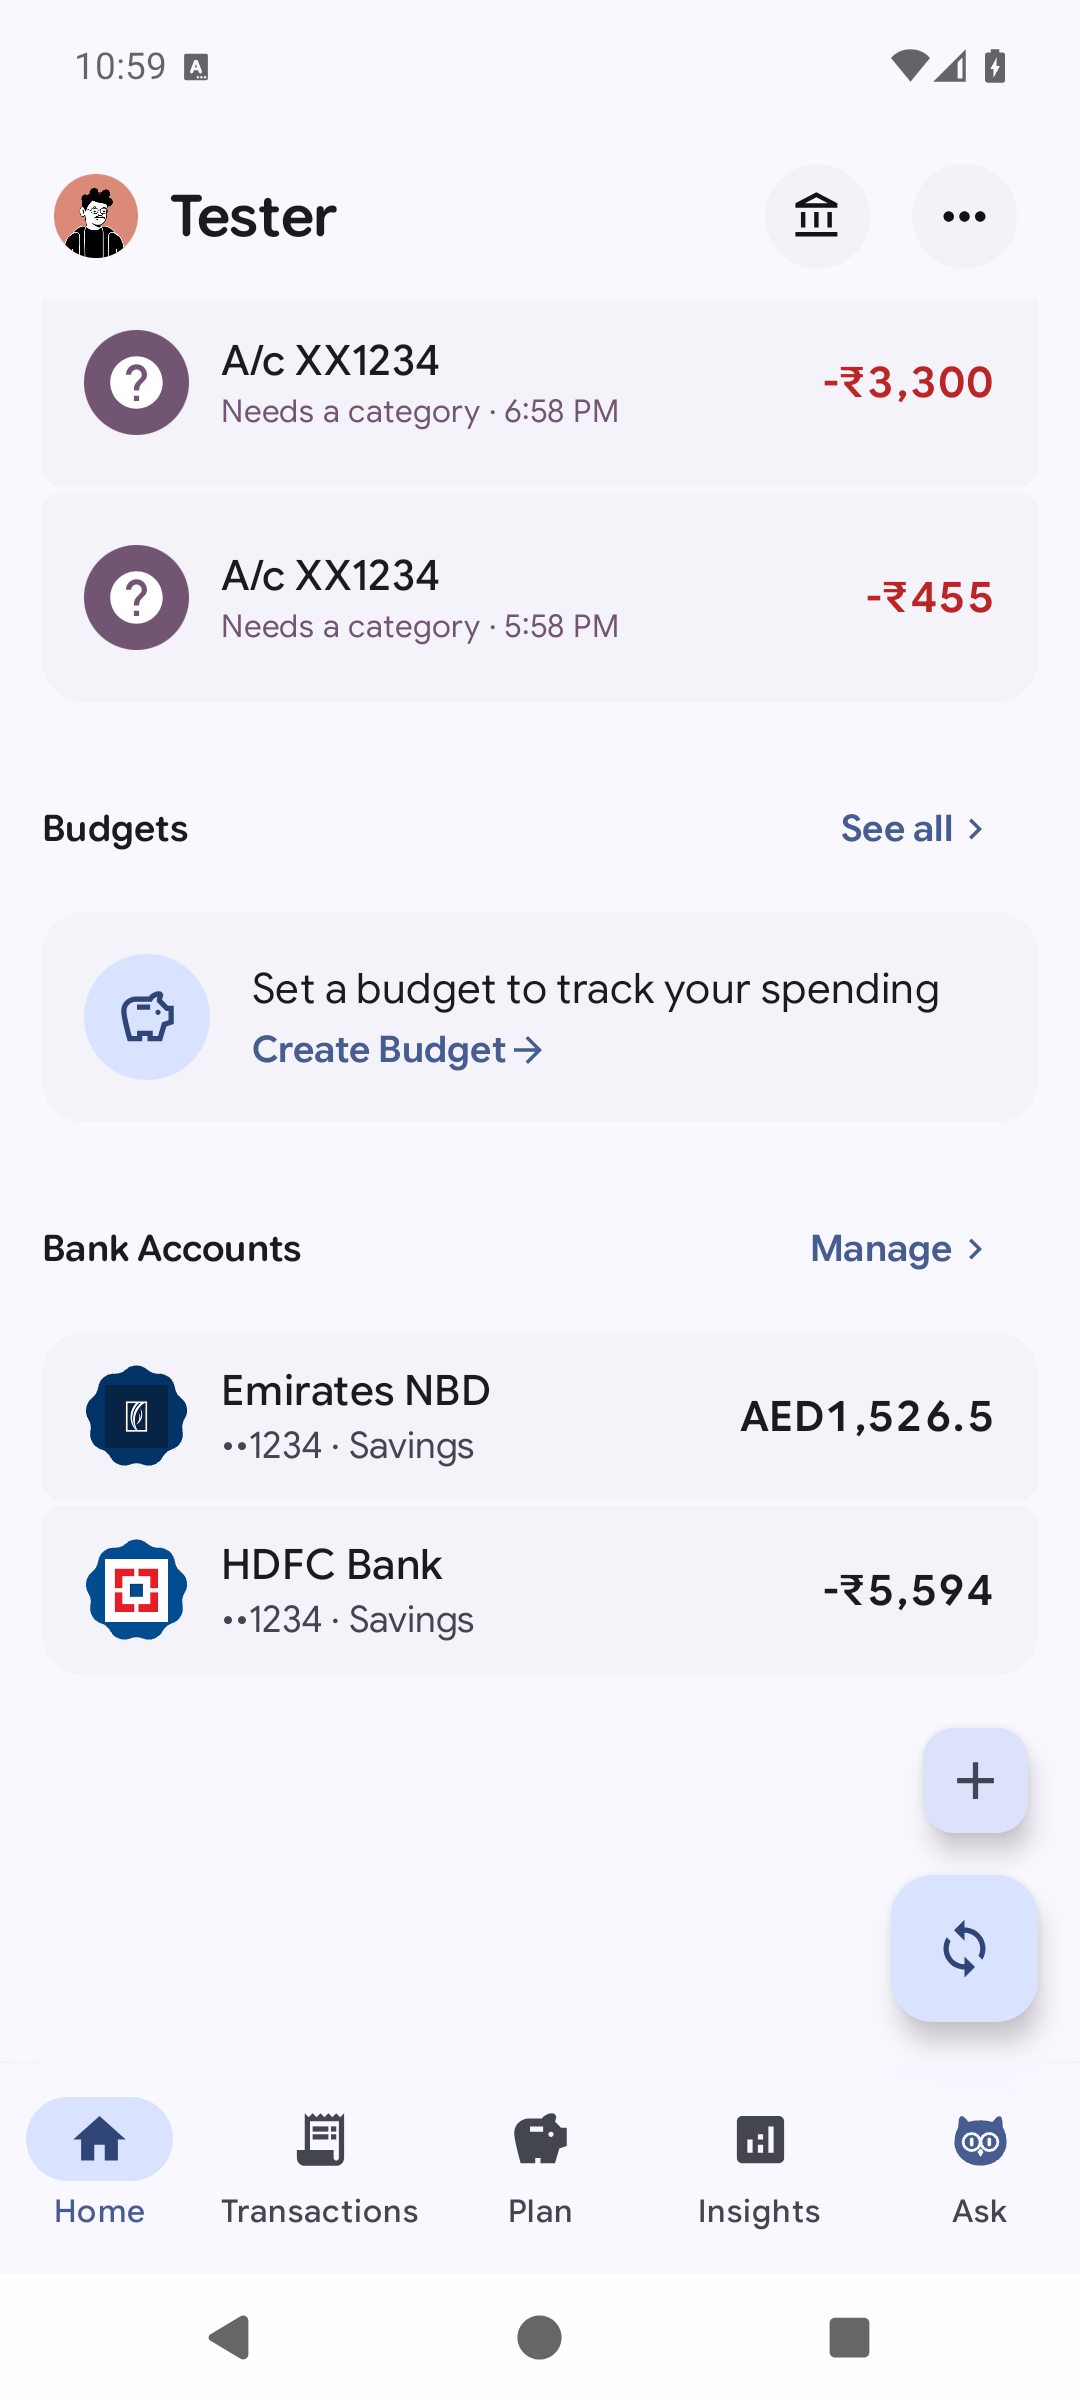 10:59
Tester
A/c XX1234
-₹3,300
Needs a category · 6:58 PM
A/c XX1234
-₹455
Needs a category · 5:58 PM
Budgets
See all
Set a budget to track your spending
Create Budget
Bank Accounts
Manage
Emirates NBD
AED1,526.5
••1234 · Savings
HDFC Bank
-₹5,594
••1234 · Savings
Home
Transactions
Plan
Insights
Ask